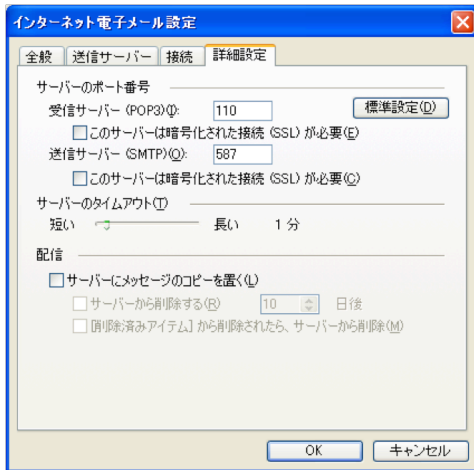 インターネット電子メール設定
全般 送信サーバー 接続 詳細設定
サーバーのポート番号
受信サーバー (POP3)(I): 110 標準設定(D)
このサーバーは暗号化された接続 (SSL) が必要(E)
送信サーバー (SMTP)(O): 587
このサーバーは暗号化された接続 (SSL) が必要(C)
サーバーのタイムアウト(T)
短い 長い 1 分
配信
サーバーにメッセージのコピーを置く(L)
サーバーから削除する(R) 10 日後
[削除済みアイテム] から削除されたら、サーバーから削除(M)
OK キャンセル